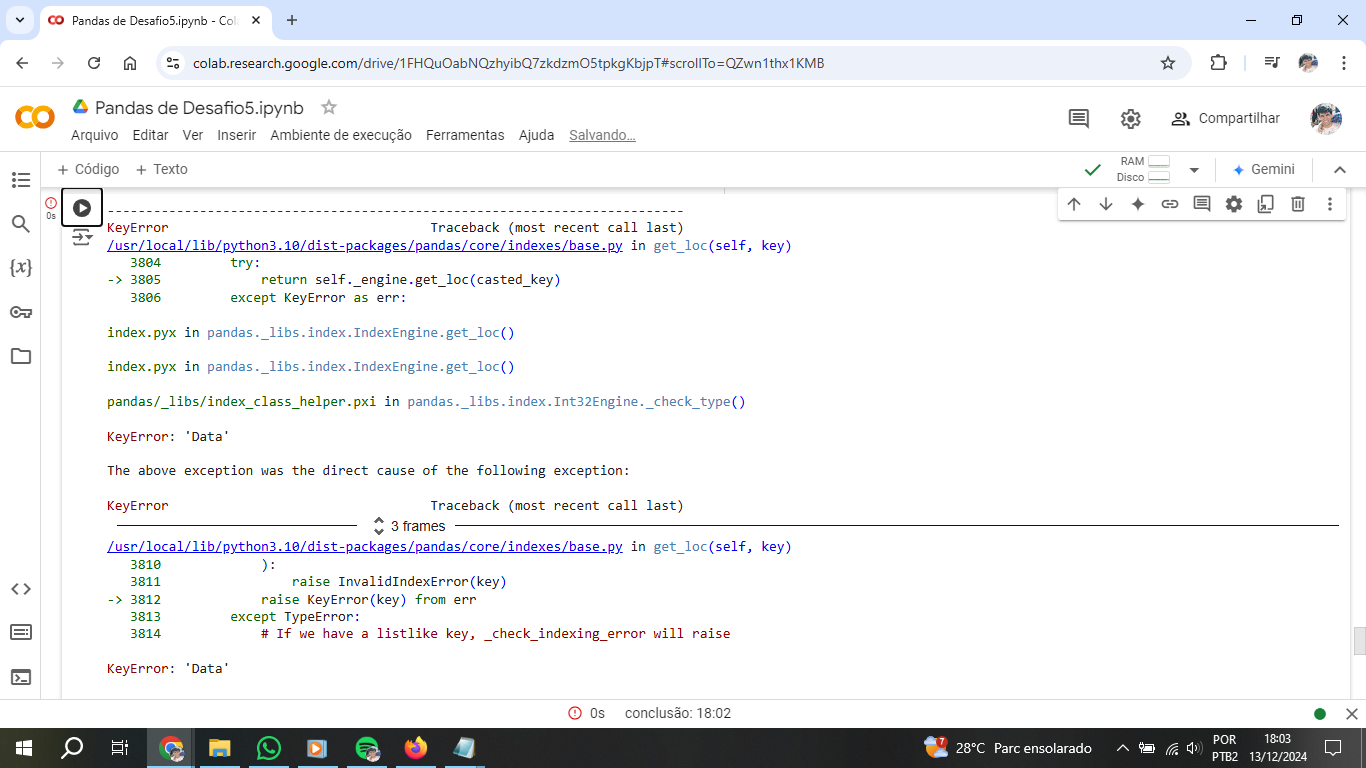 Pandas de Desafio5.ipynb - Cola
colab.research.google.com/drive/1FHQuOabNQzhyibQ7zkdzmO5tpkgKbjpT#scrollTo=QZwn1thx1KMB
Pandas de Desafio5.ipynb
Arquivo Editar Ver Inserir Ambiente de execução Ferramentas Ajuda Salvando...
Compartilhar
+ Código + Texto
RAM
Disco
Gemini
0s
---------------------------------------------------------------------------
KeyError                                  Traceback (most recent call last)
/usr/local/lib/python3.10/dist-packages/pandas/core/indexes/base.py in get_loc(self, key)
   3804         try:
-> 3805             return self._engine.get_loc(casted_key)
   3806         except KeyError as err:
index.pyx in pandas._libs.index.IndexEngine.get_loc()
index.pyx in pandas._libs.index.IndexEngine.get_loc()
pandas/_libs/index_class_helper.pxi in pandas._libs.index.Int32Engine._check_type()
KeyError: 'Data'
The above exception was the direct cause of the following exception:
KeyError                                  Traceback (most recent call last)
3 frames
/usr/local/lib/python3.10/dist-packages/pandas/core/indexes/base.py in get_loc(self, key)
   3810             ):
   3811                 raise InvalidIndexError(key)
-> 3812             raise KeyError(key) from err
   3813         except TypeError:
   3814             # If we have a listlike key, _check_indexing_error will raise
KeyError: 'Data'
0s conclusão: 18:02
7
28°C Parc ensolarado
POR
PTB2
18:03
13/12/2024